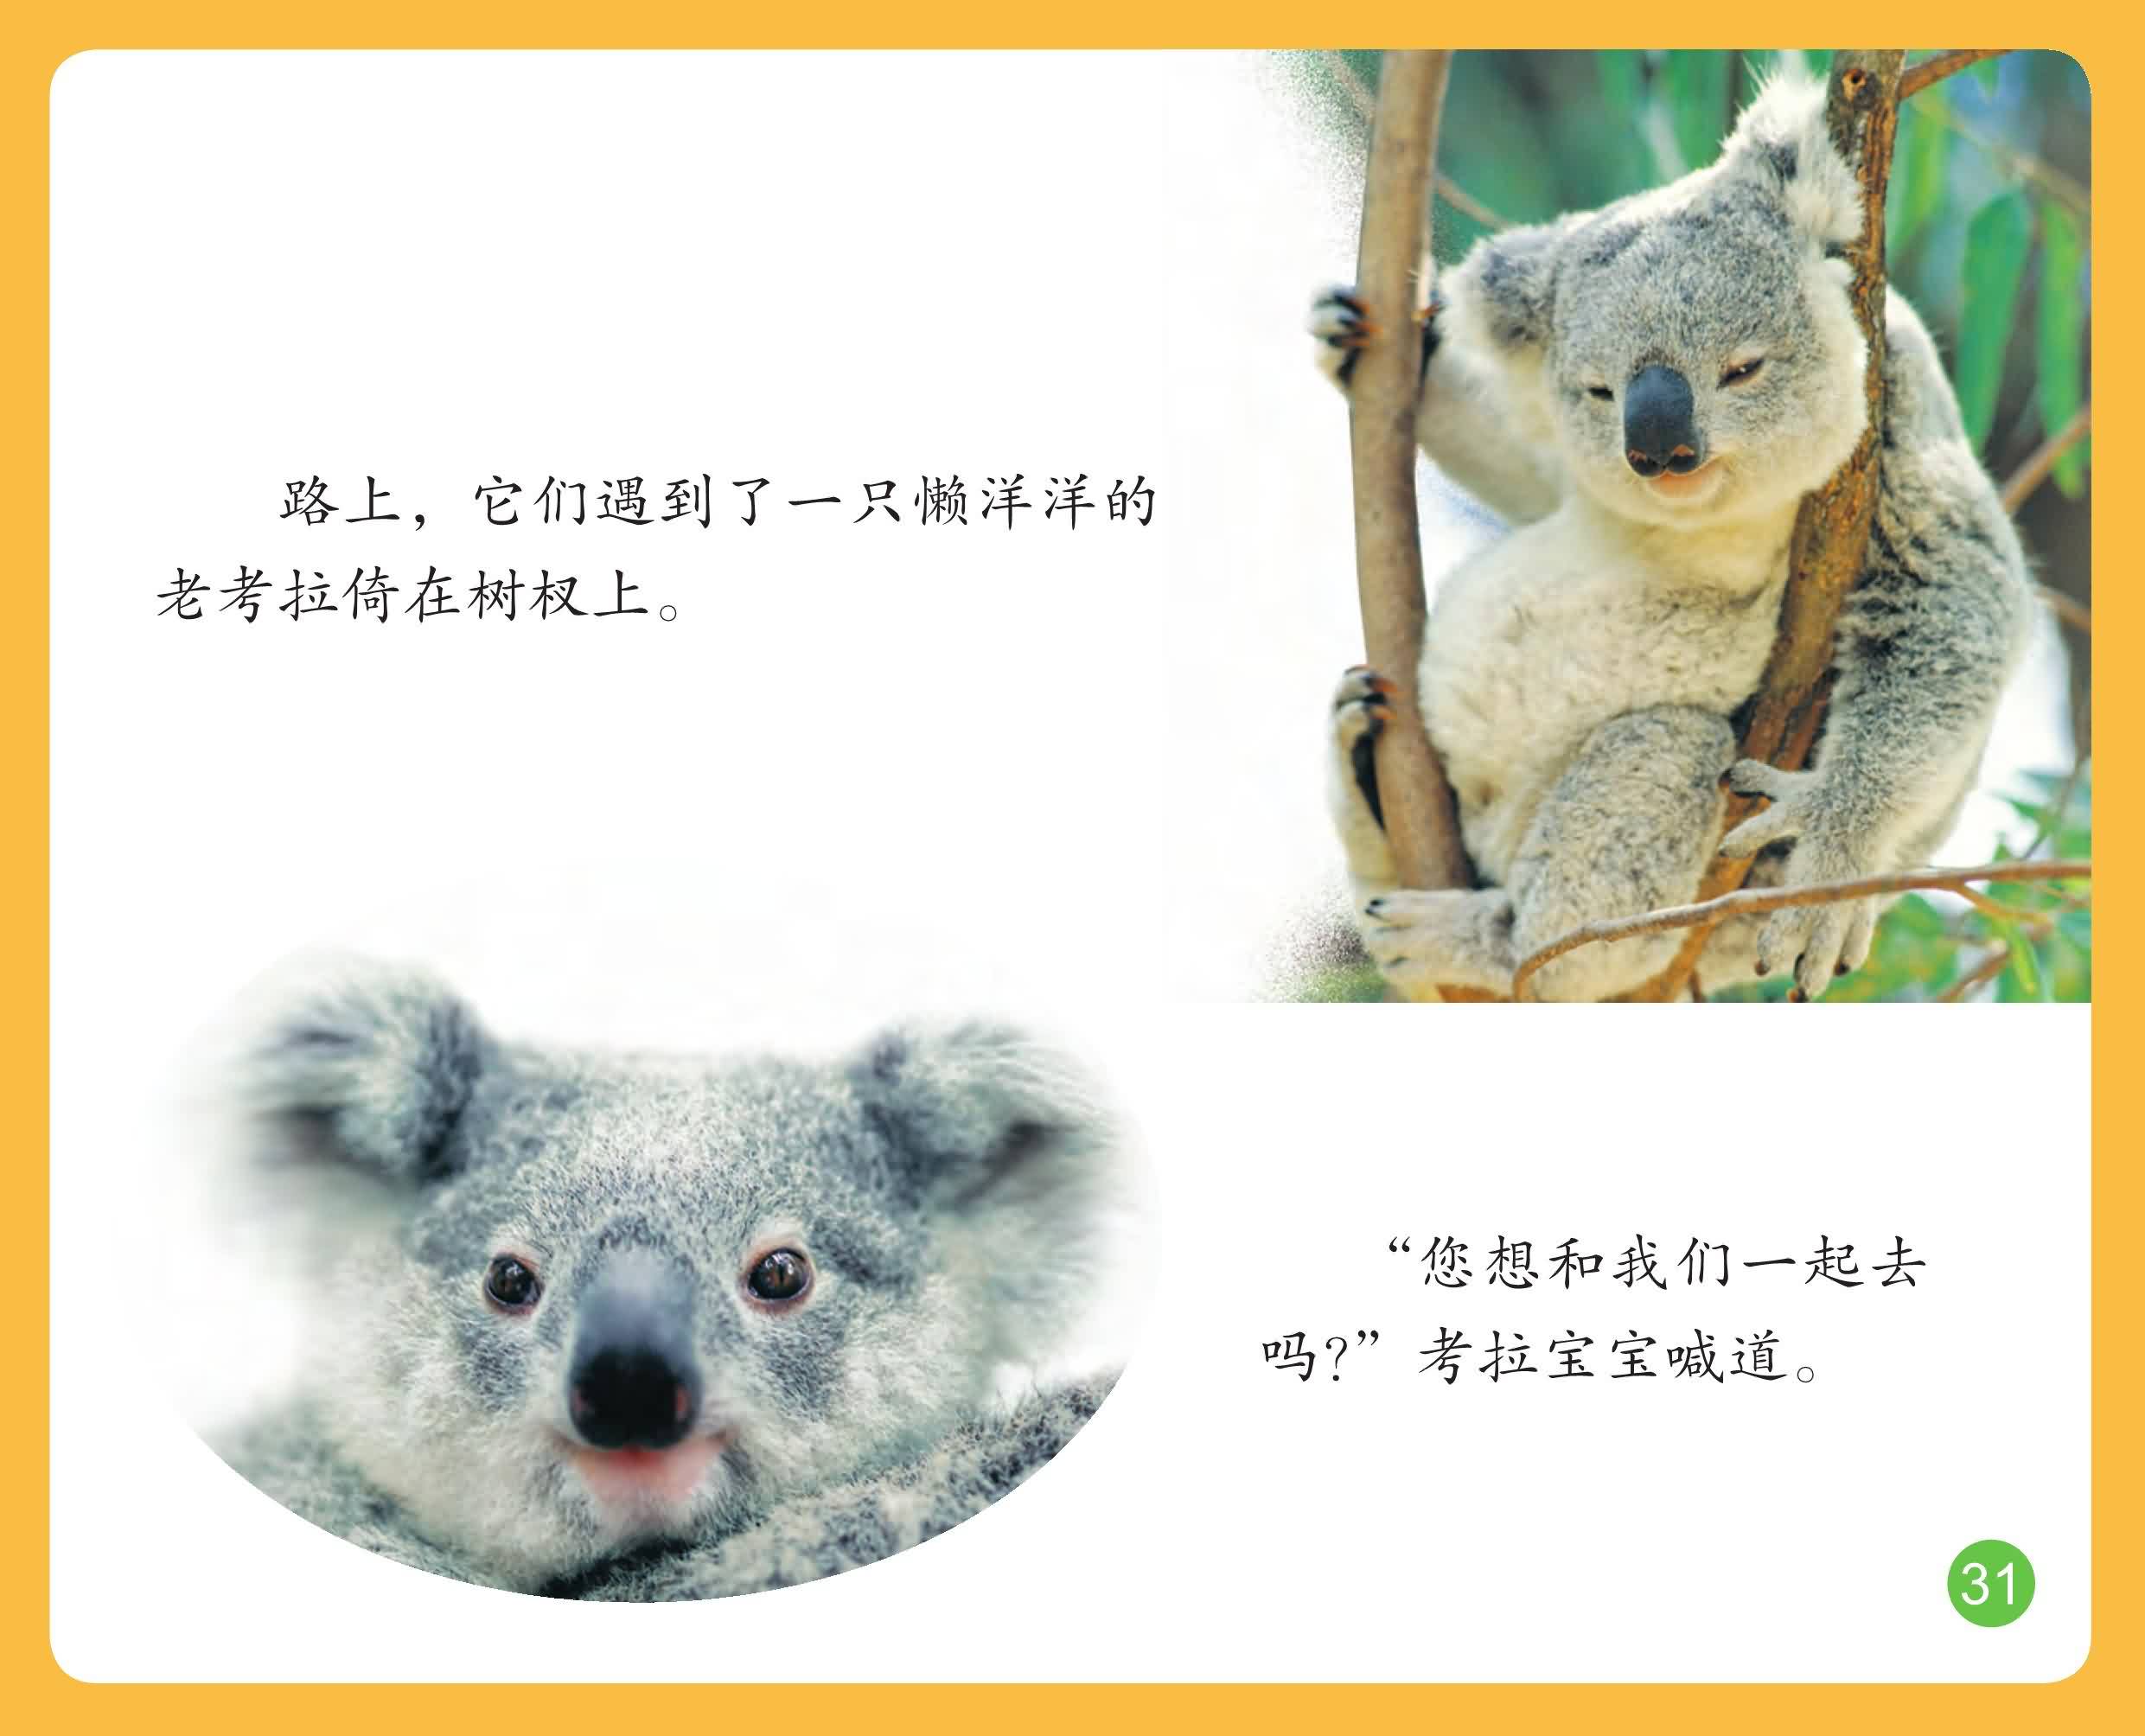 路上，它们遇到了一只懒洋洋的
老考拉倚在树杈上。
“您想和我们一起去
吗？”考拉宝宝喊道。
31